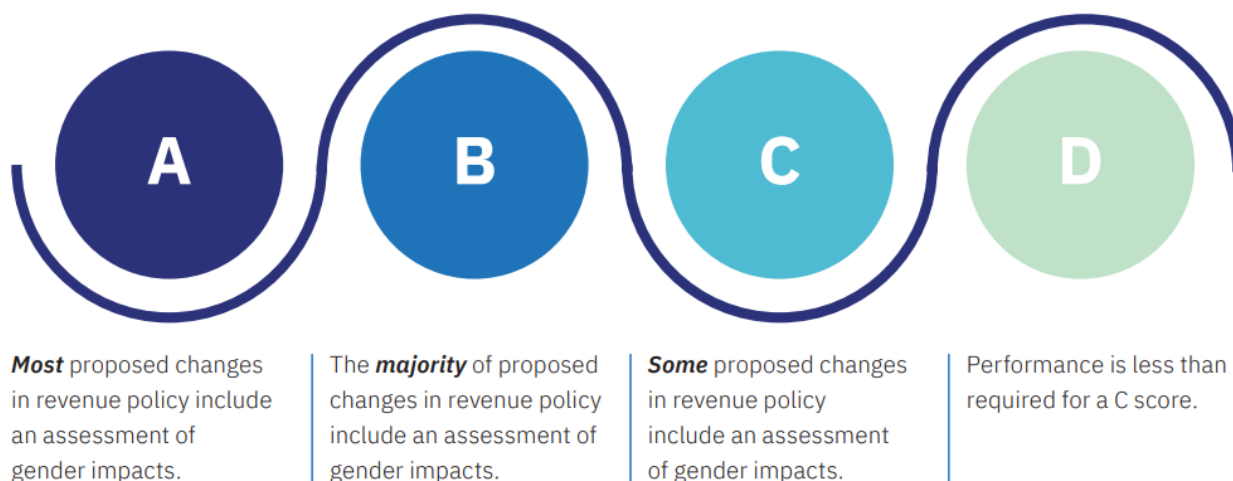 A
B
C
D
Most proposed changes
in revenue policy include
an assessment of
gender impacts.
The majority of proposed
changes in revenue policy
include an assessment of
gender impacts.
Some proposed changes
in revenue policy
include an assessment
of gender impacts.
Performance is less than
required for a C score.